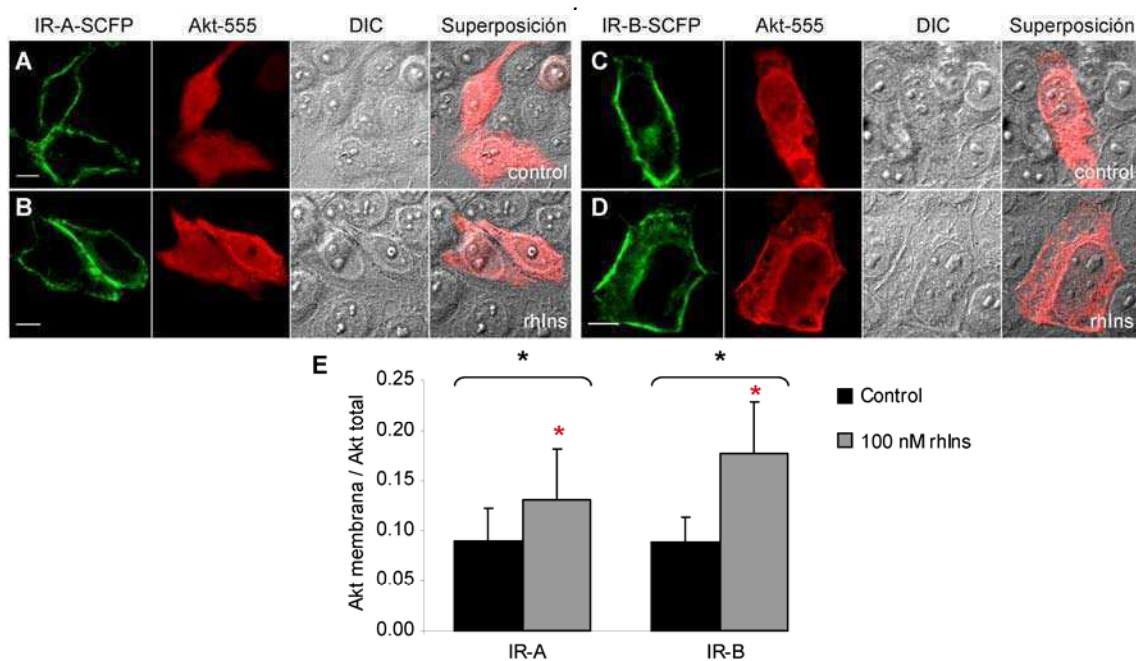 IR-A-SCFP Akt-555 DIC Superposición IR-B-SCFP Akt-555 DIC Superposición
A C
control control
B D
rhIns rhIns
E * *
0.25
0.20
0.15
0.10
0.05
0.00
* *
Akt membrana / Akt total
Control
100 nM rhIns
IR-A IR-B